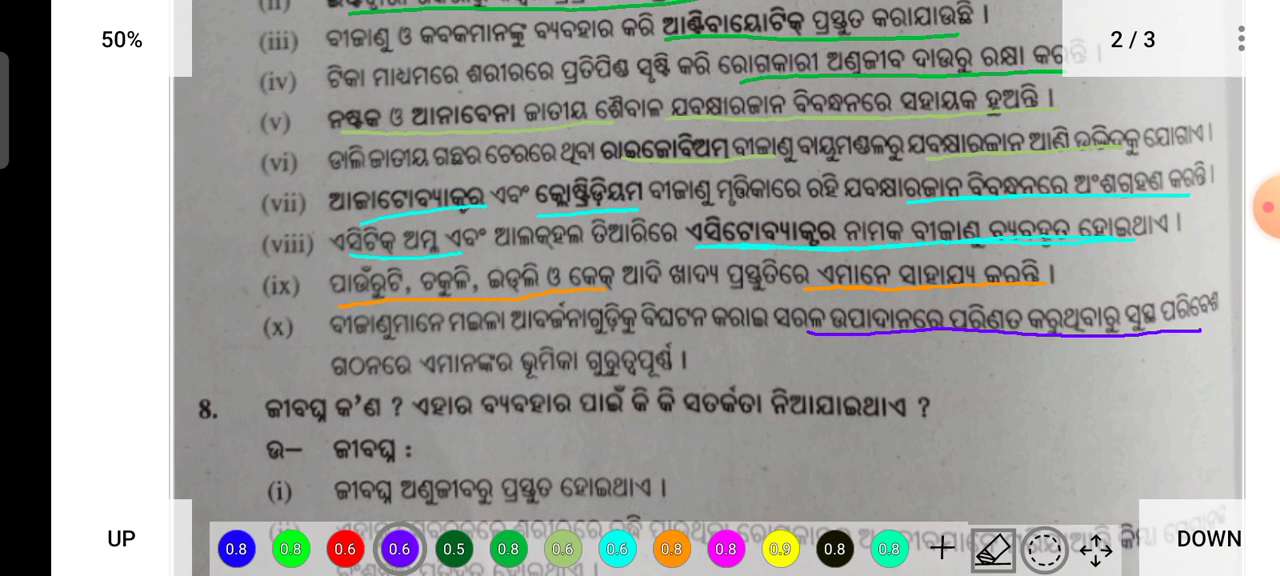 50%
2 / 3
(iii) ବୀଜାଣୁ ଓ କବକମାନଙ୍କୁ ବ୍ୟବହାର କରି ଆଣ୍ଟିବାୟୋଟିକ୍ ପ୍ରସ୍ତୁତ କରାଯାଉଛି ।
(iv) ଟିକା ମାଧ୍ୟମରେ ଶରୀରରେ ପ୍ରତିପିଣ୍ଡ ସୃଷ୍ଟି କରି ରୋଗକାରୀ ଅଣୁଜୀବ ଦାଉରୁ ରକ୍ଷା କରନ୍ତି ।
(v) ନଷ୍ଟକ ଓ ଆନାବେନା ଜାତୀୟ ଶୈବାଳ ଯବକ୍ଷାରଜାନ ବିବନ୍ଧନରେ ସହାୟକ ହୁଅନ୍ତି ।
(vi) ଡାଲି ଜାତୀୟ ଗଛର ଚେରରେ ଥିବା ରାଇଜୋବିଅମ ବୀଜାଣୁ ବାୟୁମଣ୍ଡଳରୁ ଯବକ୍ଷାରଜାନ ଆଣି ଉଦ୍ଭିଦକୁ ଯୋଗାଏ ।
(vii) ଆଜାଟୋବ୍ୟାକ୍ଟର ଏବଂ କ୍ଲୋଷ୍ଟ୍ରିଡ଼ିୟମ ବୀଜାଣୁ ମୃତ୍ତିକାରେ ରହି ଯବକ୍ଷାରଜାନ ବିବନ୍ଧନରେ ଅଂଶଗ୍ରହଣ କରନ୍ତି ।
(viii) ଏସିଟିକ୍ ଅମ୍ଳ ଏବଂ ଆଲକ୍‌ହଲ ତିଆରିରେ ଏସିଟୋବ୍ୟାକ୍ଟର ନାମକ ବୀଜାଣୁ ବ୍ୟବହୃତ ହୋଇଥାଏ ।
(ix) ପାଉଁରୁଟି, ଚକୁଳି, ଇଡ୍‌ଲି ଓ କେକ୍ ଆଦି ଖାଦ୍ୟ ପ୍ରସ୍ତୁତିରେ ଏମାନେ ସାହାଯ୍ୟ କରନ୍ତି ।
(x) ବୀଜାଣୁମାନେ ମଇଳା ଆବର୍ଜନାଗୁଡ଼ିକୁ ବିଘଟନ କରାଇ ସରଳ ଉପାଦାନରେ ପରିଣତ କରୁଥିବାରୁ ସୁସ୍ଥ ପରିବେଶ
ଗଠନରେ ଏମାନଙ୍କର ଭୂମିକା ଗୁରୁତ୍ୱପୂର୍ଣ୍ଣ ।
8. ଜୀବଘ୍ନ କ'ଣ ? ଏହାର ବ୍ୟବହାର ପାଇଁ କି କି ସତର୍କତା ନିଆଯାଇଥାଏ ?
ଉ– ଜୀବଘ୍ନ :
(i) ଜୀବଘ୍ନ ଅଣୁଜୀବରୁ ପ୍ରସ୍ତୁତ ହୋଇଥାଏ ।
UP
0.8 0.8 0.6 0.6 0.5 0.8 0.6 0.6 0.8 0.8 0.9 0.8 0.8
DOWN